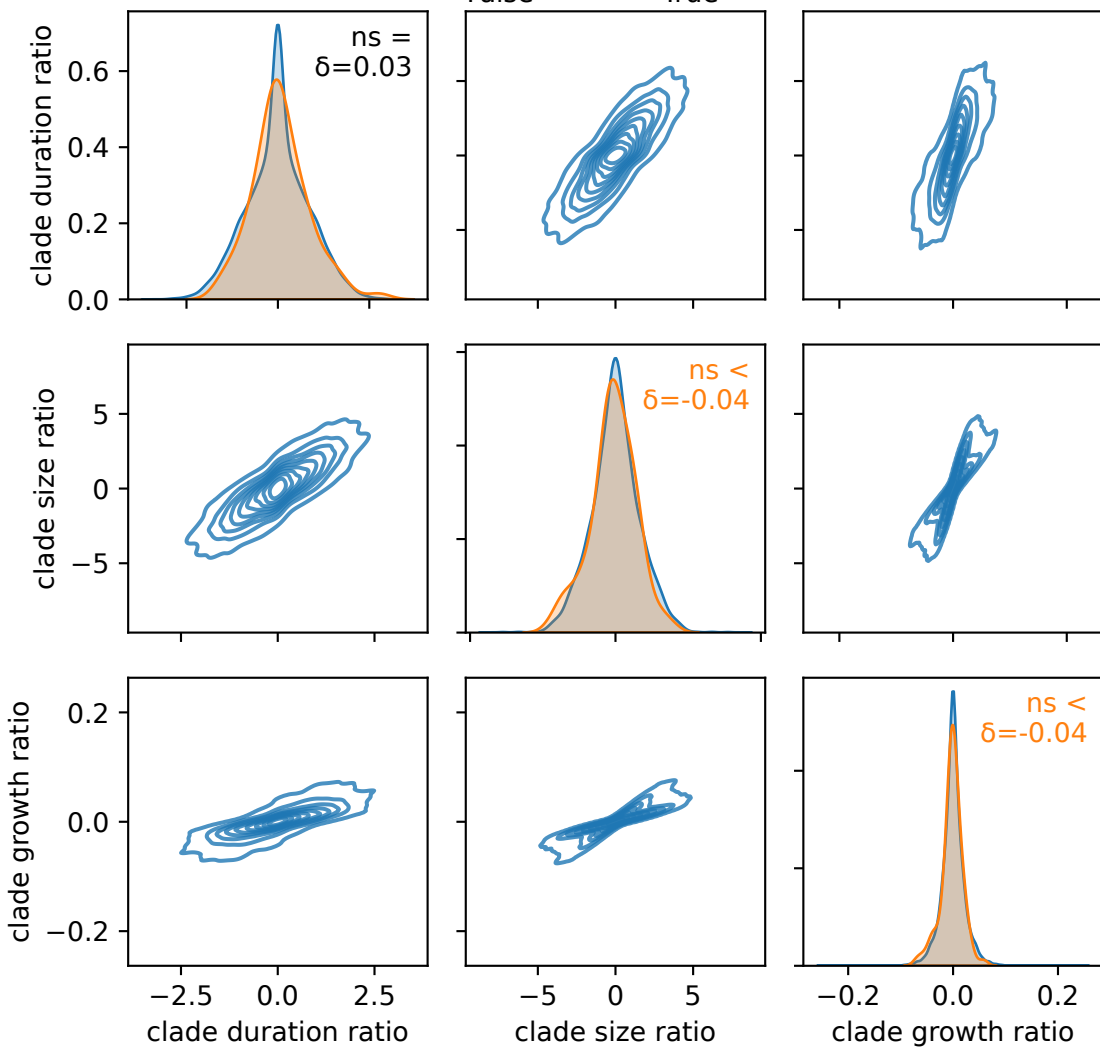 clade duration ratio
0.6
0.4
0.2
0.0
ns =
δ=0.03
clade size ratio
5
0
−5
ns <
δ=-0.04
clade growth ratio
0.2
0.0
−0.2
ns <
δ=-0.04
−2.5 0.0 2.5
clade duration ratio
−5 0 5
clade size ratio
−0.2 0.0 0.2
clade growth ratio